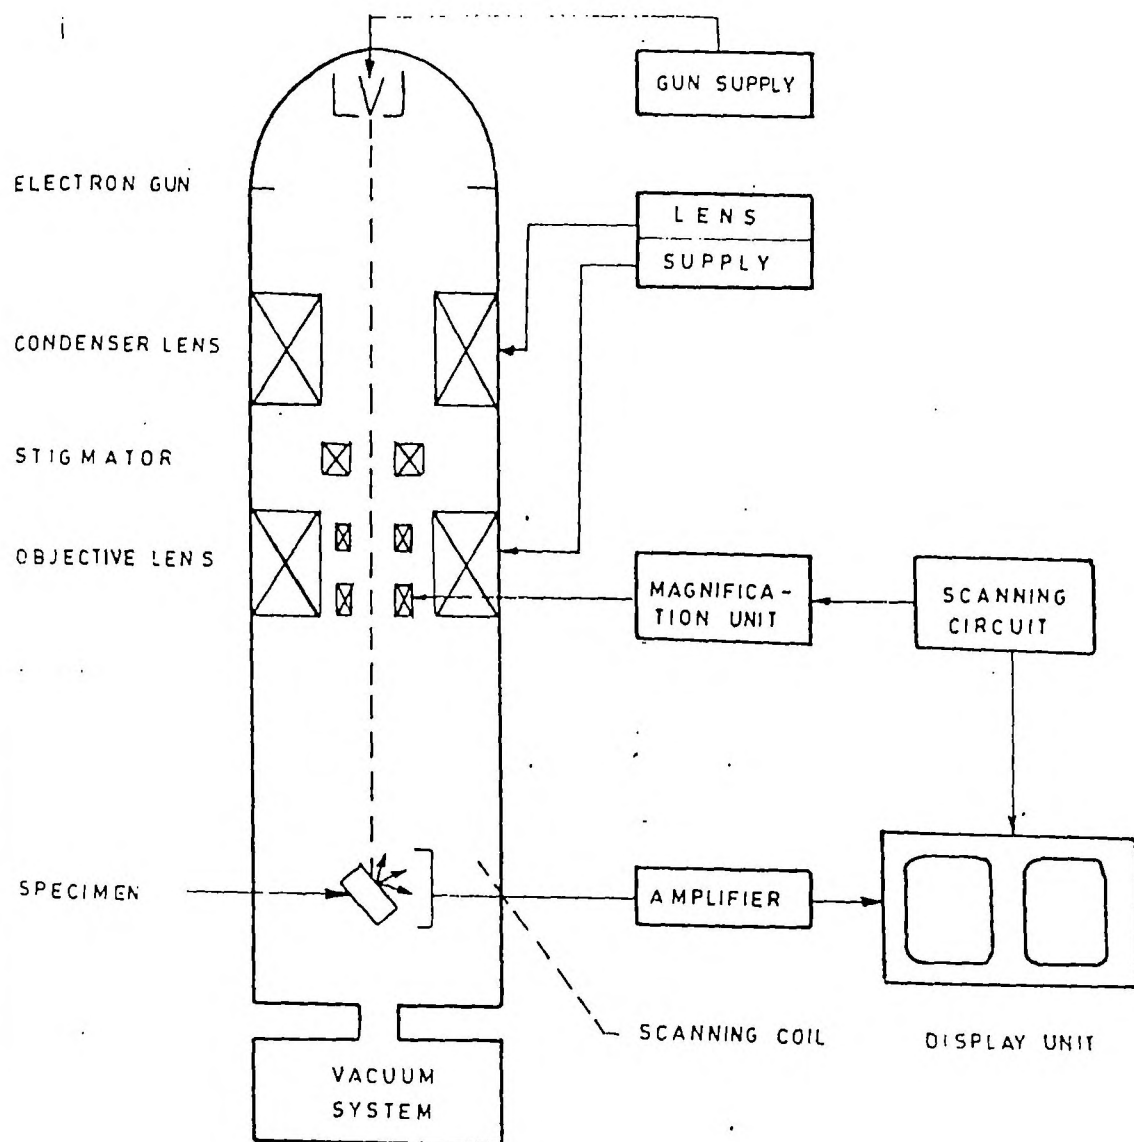 GUN SUPPLY
ELECTRON GUN
LENS
SUPPLY
CONDENSER LENS
STIGMATOR
OBJECTIVE LENS
MAGNIFICA-
TION UNIT
SCANNING
CIRCUIT
SPECIMEN
AMPLIFIER
SCANNING COIL
DISPLAY UNIT
VACUUM
SYSTEM